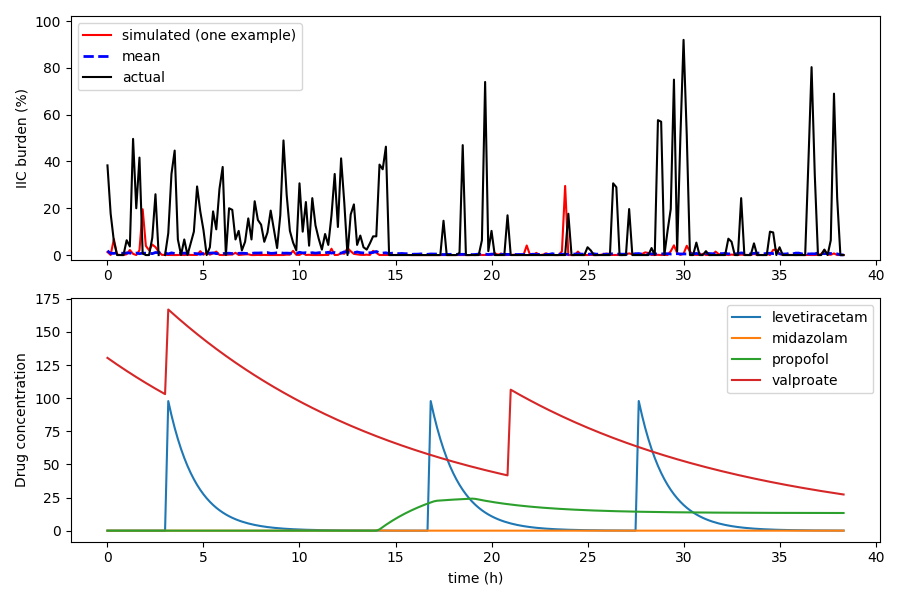 100
80
60
40
20
0
IIC burden (%)
simulated (one example)
mean
actual
0 5 10 15 20 25 30 35 40
175
150
125
100
75
50
25
0
Drug concentration
levetiracetam
midazolam
propofol
valproate
0 5 10 15 20 25 30 35 40
time (h)